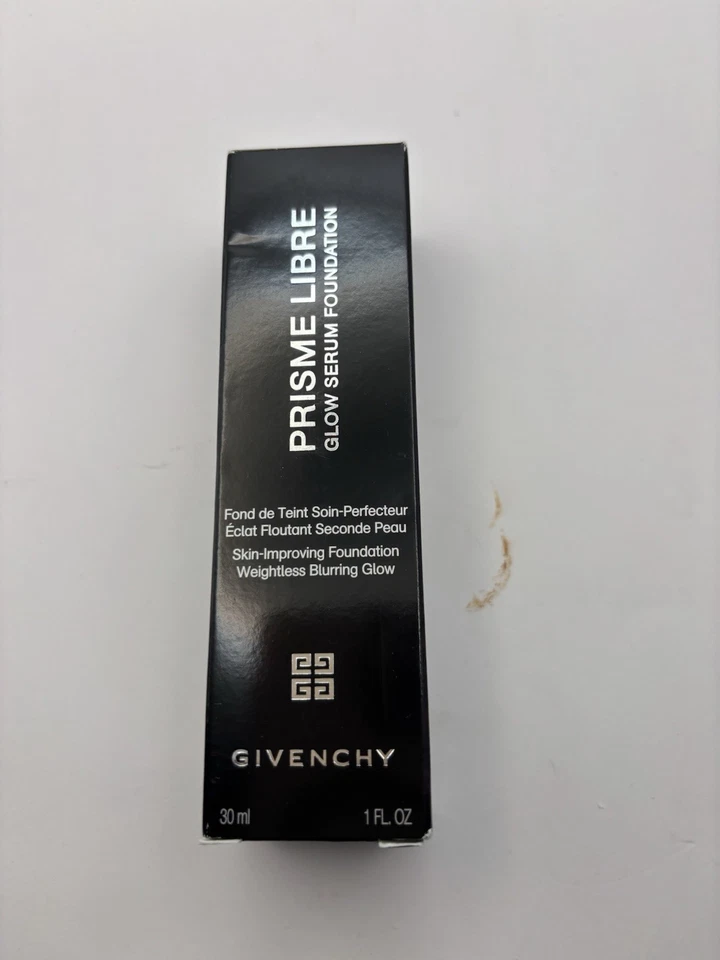 PRISME LIBRE
GLOW SERUM FOUNDATION
Fond de Teint Soin-Perfecteur
Éclat Floutant Seconde Peau
Skin-Improving Foundation
Weightless Blurring Glow
GIVENCHY
30 ml 1 FL. OZ